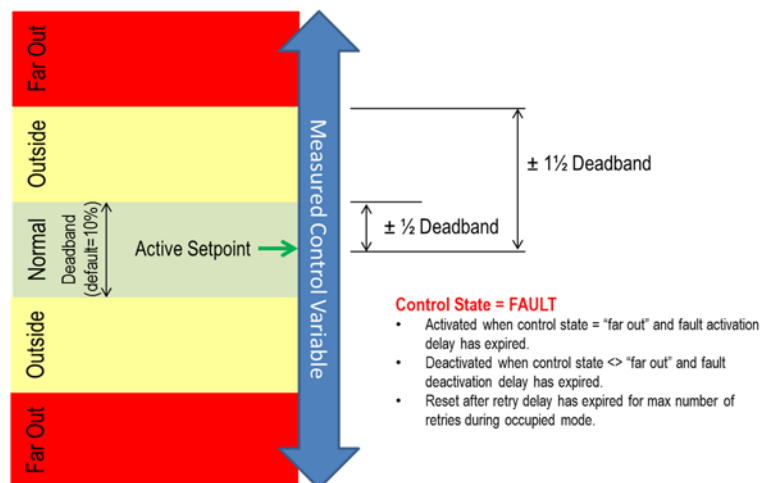 Far Out
Outside
Normal
Deadband
(default=10%)
Active Setpoint
Outside
Far Out
Measured Control Variable
± 1½ Deadband
± ½ Deadband
Control State = FAULT
• Activated when control state = "far out" and fault activation
delay has expired.
• Deactivated when control state <> "far out" and fault
deactivation delay has expired.
• Reset after retry delay has expired for max number of
retries during occupied mode.